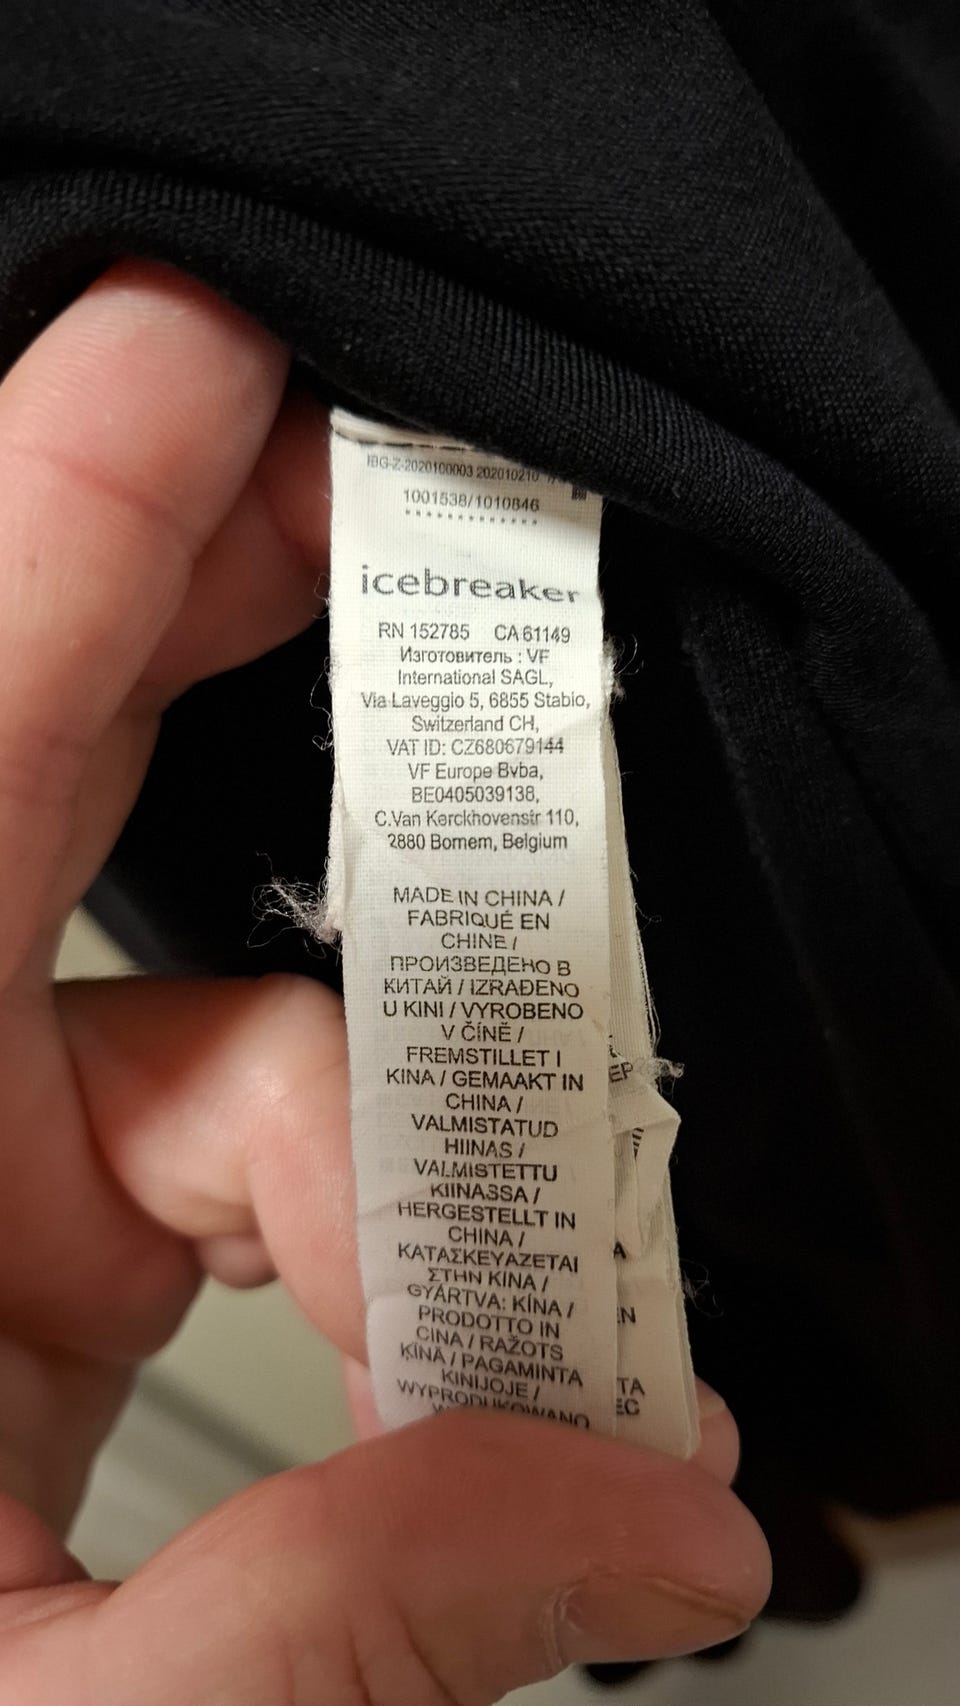 IBG-Z-2020100003 202010210
1001538/1010846
icebreaker
RN 152785 CA 61149
Изготовитель : VF
International SAGL,
Via Laveggio 5, 6855 Stabio,
Switzerland CH,
VAT ID: CZ680679144
VF Europe Bvba,
BE0405039138,
C.Van Kerckhovenstr 110,
2880 Bornem, Belgium
MADE IN CHINA /
FABRIQUÉ EN
CHINE /
ПРОИЗВЕДЕНО В
КИТАЙ / IZRAĐENO
U KINI / VYROBENO
V ČÍNĚ /
FREMSTILLET I
KINA / GEMAAKT IN
CHINA /
VALMISTATUD
HIINAS /
VALMISTETTU
KIINASSA /
HERGESTELLT IN
CHINA /
ΚΑΤΑΣΚΕΥΑΖΕΤΑΙ
ΣΤΗΝ ΚΙΝΑ /
GYÁRTVA: KÍNA /
PRODOTTO IN
CINA / RAŽOTS
ĶĪNĀ / PAGAMINTA
KINIJOJE /
WYPRODUKOWANO